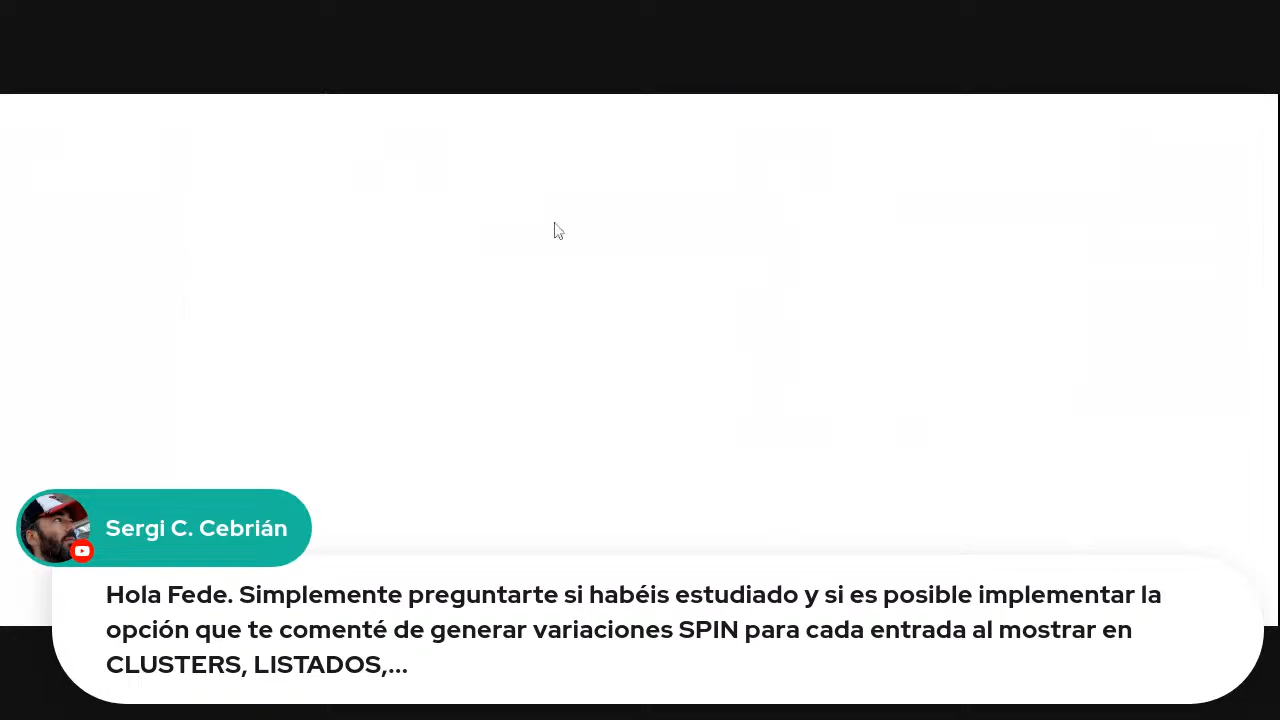 Sergi C. Cebrián
Hola Fede. Simplemente preguntarte si habéis estudiado y si es posible implementar la
opción que te comenté de generar variaciones SPIN para cada entrada al mostrar en
CLUSTERS, LISTADOS,...